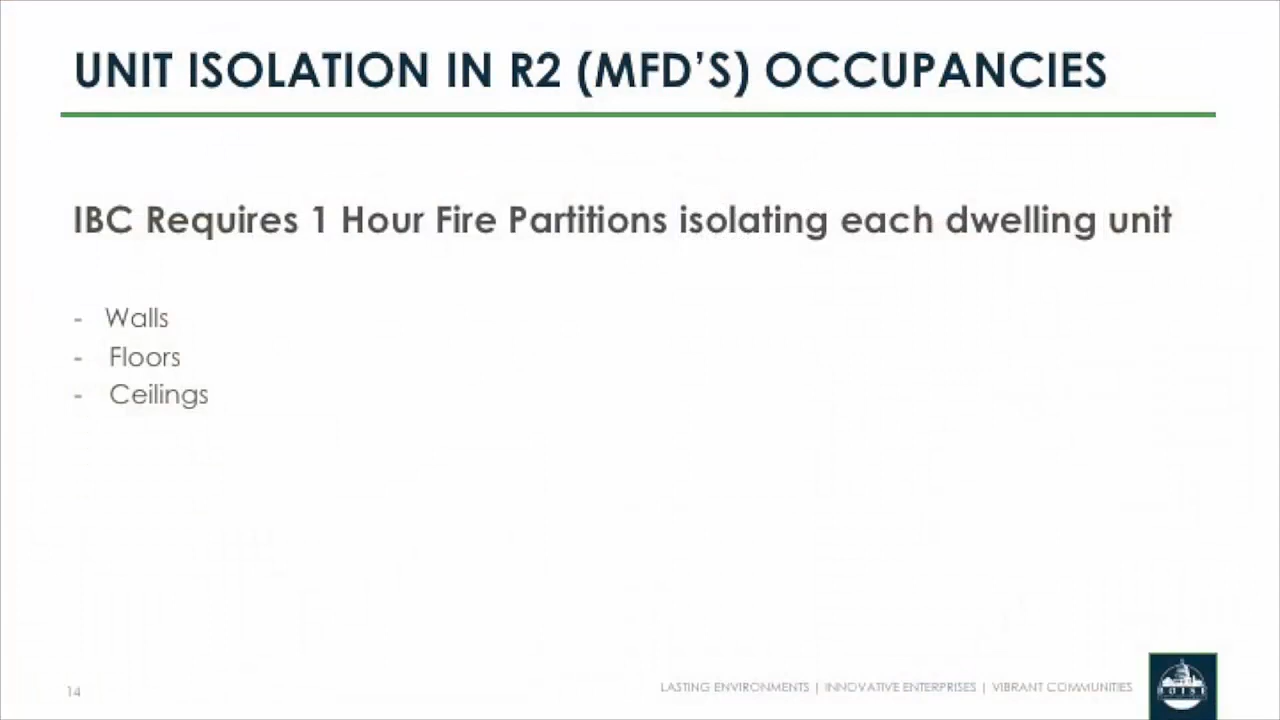 UNIT ISOLATION IN R2 (MFD'S) OCCUPANCIES
IBC Requires 1 Hour Fire Partitions isolating each dwelling unit
- Walls
- Floors
- Ceilings
14
LASTING ENVIRONMENTS | INNOVATIVE ENTERPRISES | VIBRANT COMMUNITIES
BOISE